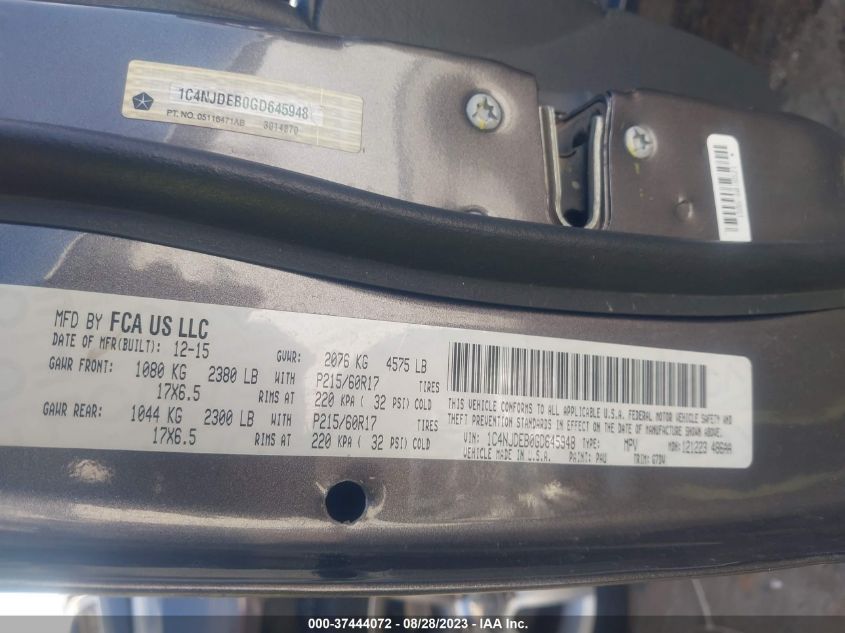 1C4NJDEB0GD645948
PT. NO. 05116471AB 3014870
MFD BY FCA US LLC
DATE OF MFR(BUILT): 12-15 GVWR: 2076 KG 4575 LB
GAWR FRONT: 1080 KG 2380 LB WITH P215/60R17 TIRES
17X6.5 RIMS AT 220 KPA ( 32 PSI) COLD
GAWR REAR: 1044 KG 2300 LB WITH P215/60R17 TIRES
17X6.5 RIMS AT 220 KPA ( 32 PSI) COLD
THIS VEHICLE CONFORMS TO ALL APPLICABLE U.S.A. FEDERAL MOTOR VEHICLE SAFETY AND
THEFT PREVENTION STANDARDS IN EFFECT ON THE DATE OF MANUFACTURE SHOWN ABOVE.
VIN: 1C4NJDEB0GD645948 TYPE: MPV MDH: 121223 486AA
VEHICLE MADE IN U.S.A. PAINT: PAU TRIM:
000-37444072 - 08/28/2023 - IAA Inc.